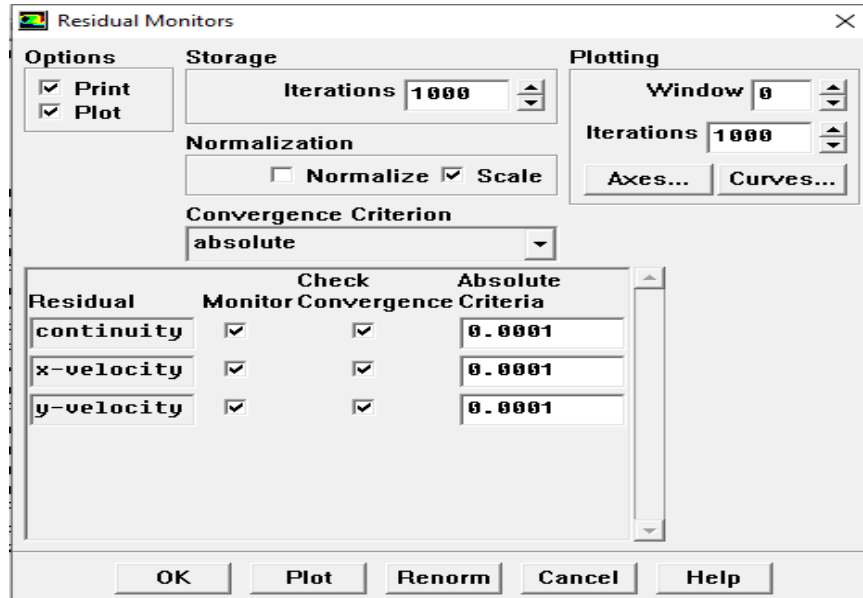 Residual Monitors
Options
Print
Plot
Storage
Iterations 1000
Normalization
Normalize Scale
Convergence Criterion
absolute
Plotting
Window 0
Iterations 1000
Axes... Curves...
Check Absolute
Residual Monitor Convergence Criteria
continuity 0.0001
x-velocity 0.0001
y-velocity 0.0001
OK Plot Renorm Cancel Help